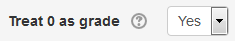 Treat 0 as grade ? Yes